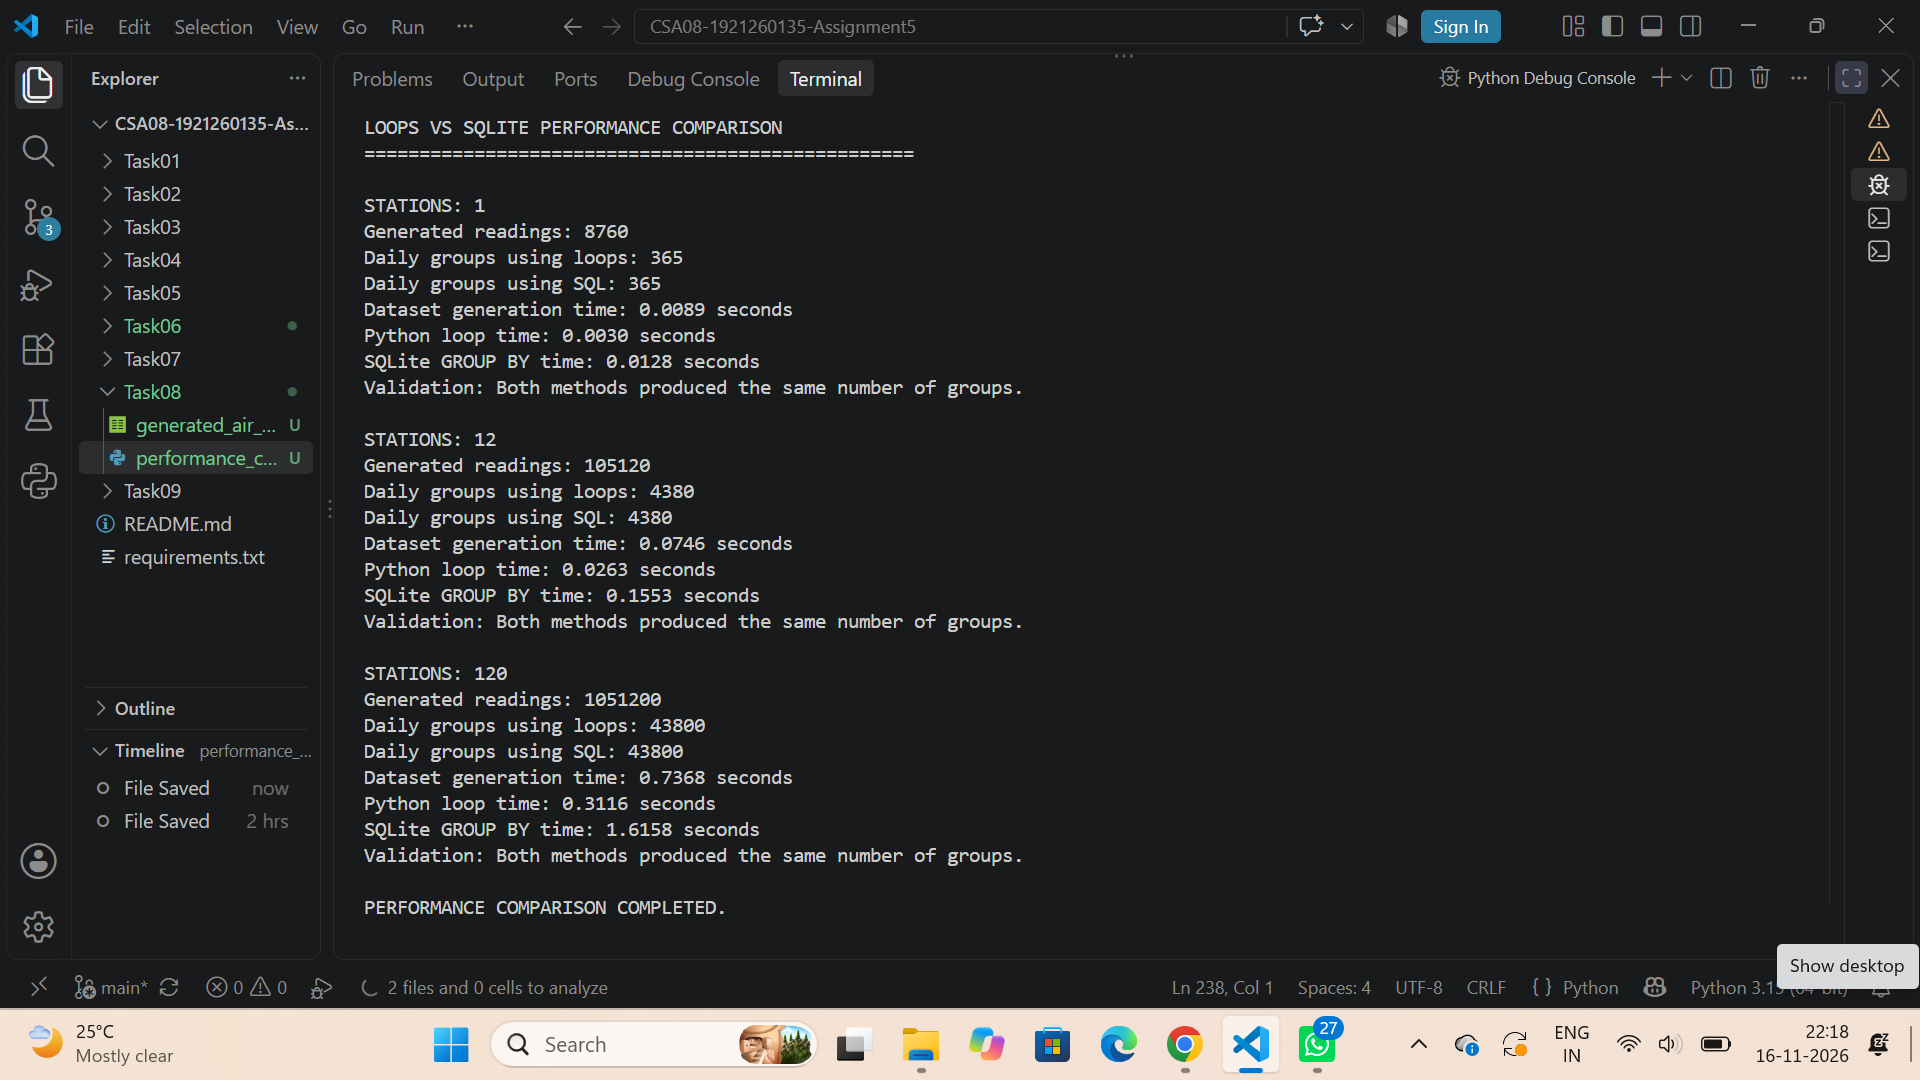 File Edit Selection View Go Run ···
CSA08-1921260135-Assignment5
Sign In
Explorer
CSA08-1921260135-As...
Task01
Task02
Task03
Task04
Task05
Task06
Task07
Task08
generated_air_... U
performance_c... U
Task09
README.md
requirements.txt
Outline
Timeline performance_...
File Saved now
File Saved 2 hrs
3
Problems Output Ports Debug Console Terminal
Python Debug Console
LOOPS VS SQLITE PERFORMANCE COMPARISON
==================================================
STATIONS: 1
Generated readings: 8760
Daily groups using loops: 365
Daily groups using SQL: 365
Dataset generation time: 0.0089 seconds
Python loop time: 0.0030 seconds
SQLite GROUP BY time: 0.0128 seconds
Validation: Both methods produced the same number of groups.
STATIONS: 12
Generated readings: 105120
Daily groups using loops: 4380
Daily groups using SQL: 4380
Dataset generation time: 0.0746 seconds
Python loop time: 0.0263 seconds
SQLite GROUP BY time: 0.1553 seconds
Validation: Both methods produced the same number of groups.
STATIONS: 120
Generated readings: 1051200
Daily groups using loops: 43800
Daily groups using SQL: 43800
Dataset generation time: 0.7368 seconds
Python loop time: 0.3116 seconds
SQLite GROUP BY time: 1.6158 seconds
Validation: Both methods produced the same number of groups.
PERFORMANCE COMPARISON COMPLETED.
Show desktop
main* 0 0 2 files and 0 cells to analyze
Ln 238, Col 1 Spaces: 4 UTF-8 CRLF { } Python
25°C
Mostly clear
Search
27
ENG
IN
22:18
16-11-2026